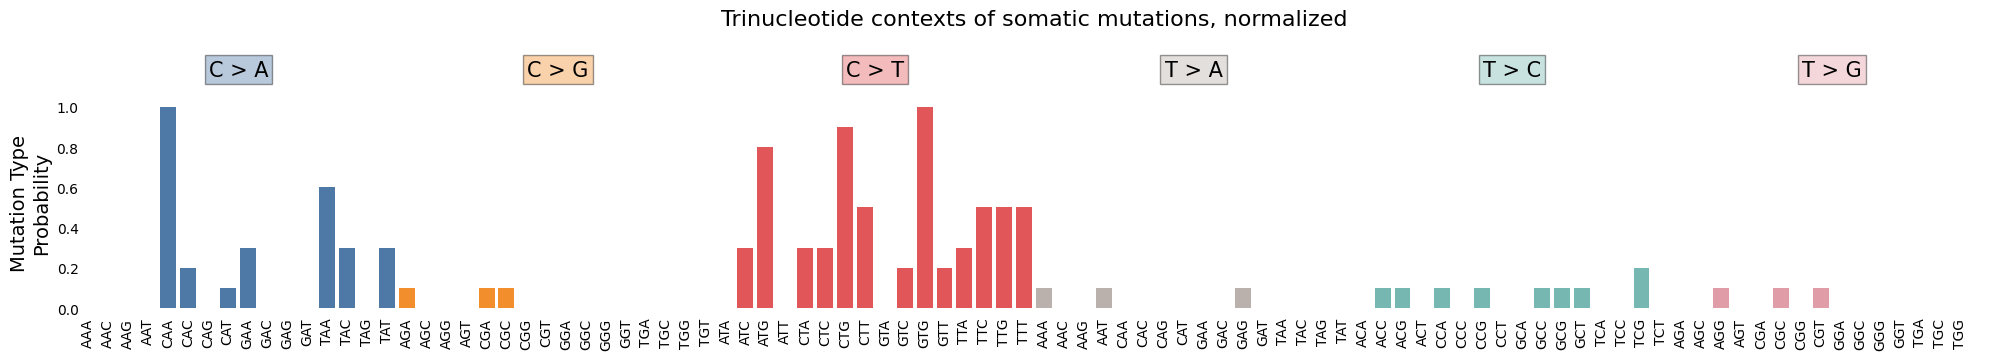 Trinucleotide contexts of somatic mutations, normalized
C > A C > G C > T T > A T > C T > G
Mutation Type
Probability
1.0
0.8
0.6
0.4
0.2
0.0
AAA AAC AAG AAT CAA CAC CAG CAT GAA GAC GAG GAT TAA TAC TAG TAT AGA AGC AGG AGT CGA CGC CGG CGT GGA GGC GGG GGT TGA TGC TGG TGT ATA ATC ATG ATT CTA CTC CTG CTT GTA GTC GTG GTT TTA TTC TTG TTT AAA AAC AAG AAT CAA CAC CAG CAT GAA GAC GAG GAT TAA TAC TAG TAT ACA ACC ACG ACT CCA CCC CCG CCT GCA GCC GCG GCT TCA TCC TCG TCT AGA AGC AGG AGT CGA CGC CGG CGT GGA GGC GGG GGT TGA TGC TGG